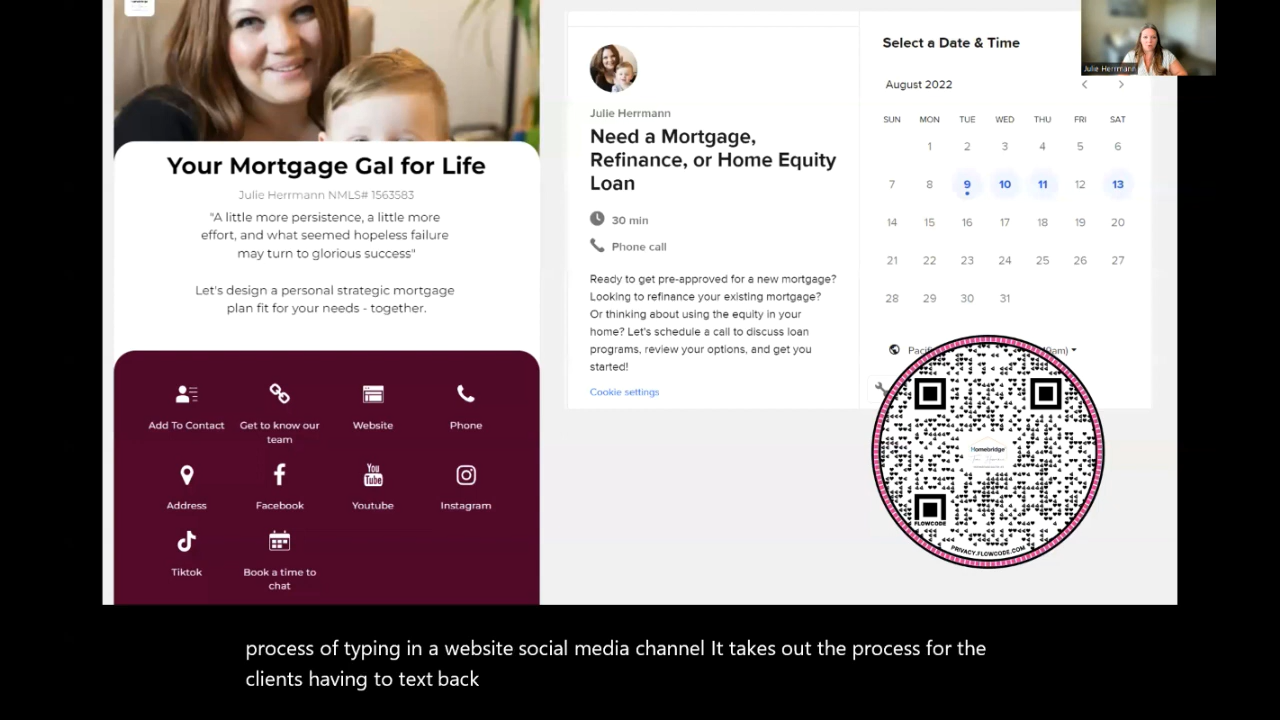 Your Mortgage Gal for Life
Julie Herrmann NMLS# 1563583
"A little more persistence, a little more
effort, and what seemed hopeless failure
may turn to glorious success"
Let's design a personal strategic mortgage
plan fit for your needs - together.
Add To Contact
Get to know our
team
Website
Phone
Address
Facebook
You
Tube
Youtube
Instagram
Tiktok
Book a time to
chat
Julie Herrmann
Need a Mortgage,
Refinance, or Home Equity
Loan
30 min
Phone call
Ready to get pre-approved for a new mortgage?
Looking to refinance your existing mortgage?
Or thinking about using the equity in your
home? Let's schedule a call to discuss loan
programs, review your options, and get you
started!
Cookie settings
Select a Date & Time
August 2022
SUN MON TUE WED THU FRI SAT
1 2 3 4 5 6
7 8 9 10 11 12 13
14 15 16 17 18 19 20
21 22 23 24 25 26 27
28 29 30 31
Julie Herrmann
Homebridge
FLOWCODE
PRIVACY.FLOWCODE.COM
process of typing in a website social media channel It takes out the process for the
clients having to text back